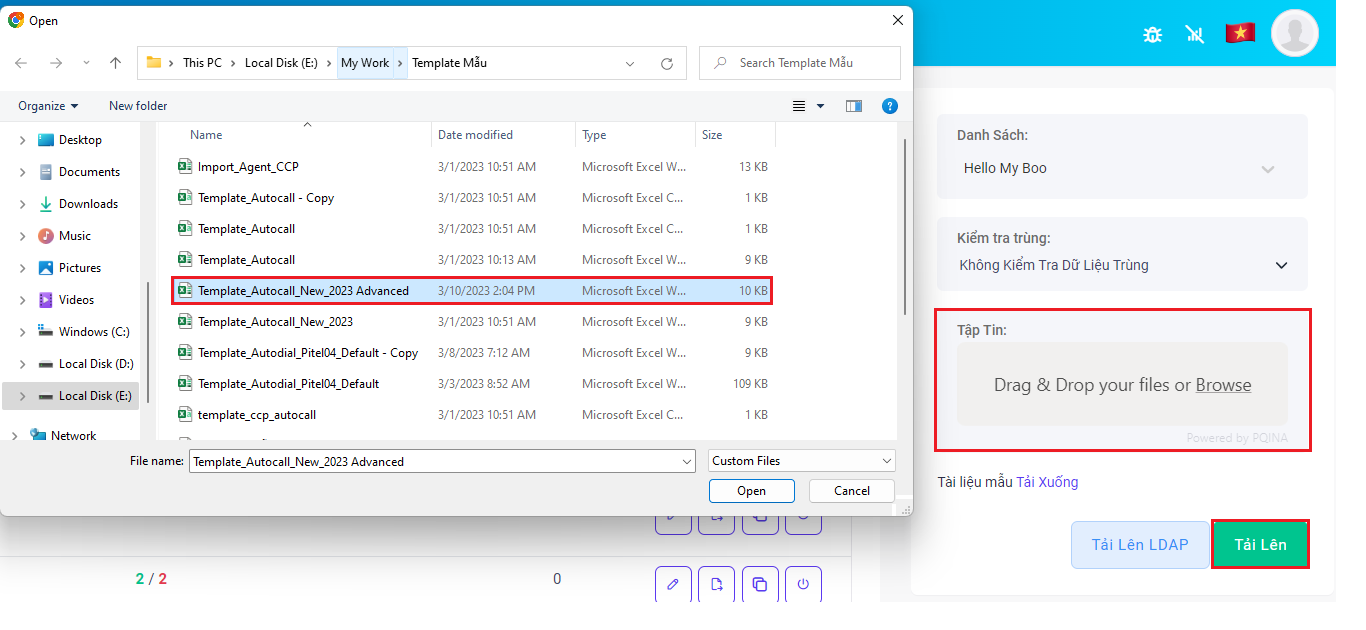 Open
This PC > Local Disk (E:) > My Work > Template Mẫu
Search Template Mẫu
Organize
New folder
Desktop
Documents
Downloads
Music
Pictures
Videos
Windows (C:)
Local Disk (D:)
Local Disk (E:)
Network
Name Date modified Type Size
Import_Agent_CCP 3/1/2023 10:51 AM Microsoft Excel W... 13 KB
Template_Autocall - Copy 3/1/2023 10:51 AM Microsoft Excel C... 1 KB
Template_Autocall 3/1/2023 10:51 AM Microsoft Excel C... 1 KB
Template_Autocall 3/1/2023 10:13 AM Microsoft Excel W... 9 KB
Template_Autocall_New_2023 Advanced 3/10/2023 2:04 PM Microsoft Excel W... 10 KB
Template_Autocall_New_2023 3/1/2023 10:51 AM Microsoft Excel W... 9 KB
Template_Autodial_Pitel04_Default - Copy 3/8/2023 7:12 AM Microsoft Excel W... 9 KB
Template_Autodial_Pitel04_Default 3/3/2023 8:52 AM Microsoft Excel W... 109 KB
template_ccp_autocall 3/1/2023 10:51 AM Microsoft Excel C... 1 KB
File name: Template_Autocall_New_2023 Advanced
Custom Files
Open
Cancel
2 / 2 0
Danh Sách:
Hello My Boo
Kiểm tra trùng:
Không Kiểm Tra Dữ Liệu Trùng
Tập Tin:
Drag & Drop your files or Browse
Powered by PQINA
Tài liệu mẫu Tải Xuống
Tải Lên LDAP
Tải Lên